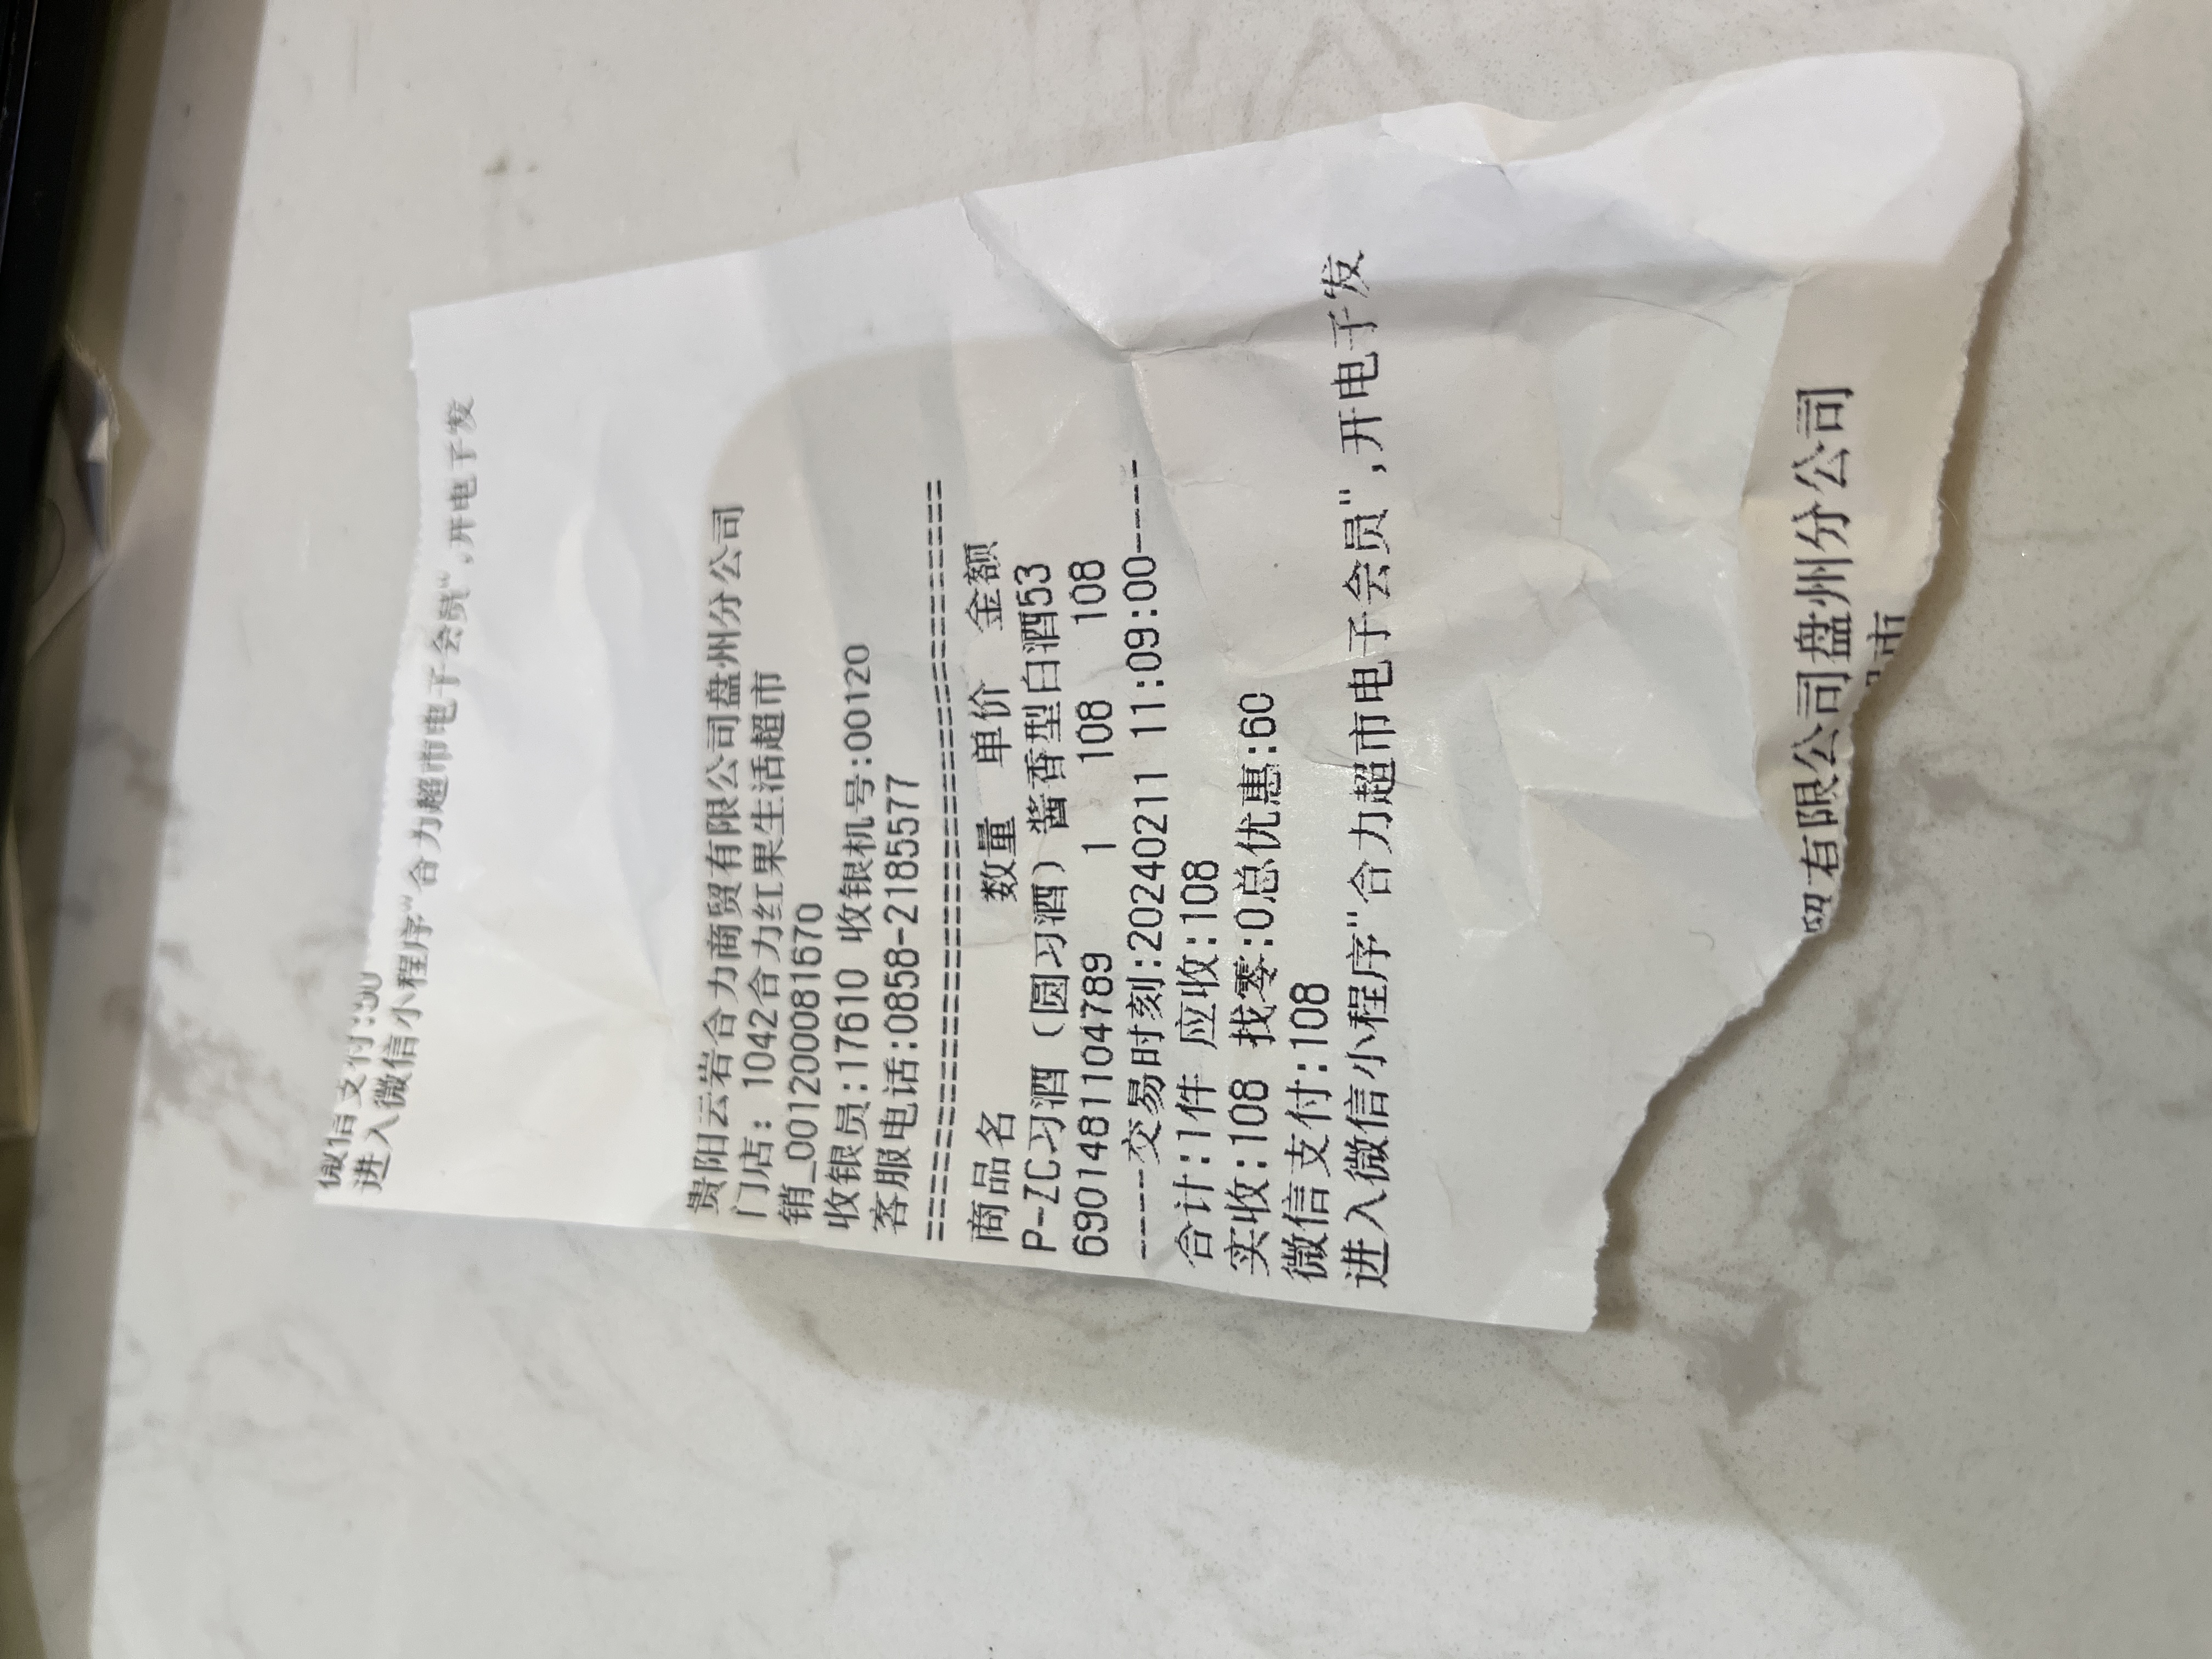 微信支付:50
进入微信小程序"合力超市电子会员",开电子发
贵阳云岩合力商贸有限公司盘州分公司
门店: 1042合力红果生活超市
销_0012000081670
收银员:17610 收银机号:00120
客服电话:0858-2185577
======================================
商品名 数量 单价 金额
P-ZC习酒（圆习酒）酱香型白酒53
6901481104789 1 108 108
-----交易时刻:20240211 11:09:00-----
合计:1件 应收:108
实收:108 找零:0总优惠:60
微信支付:108
进入微信小程序"合力超市电子会员",开电子发
贸有限公司盘州分公司
超市